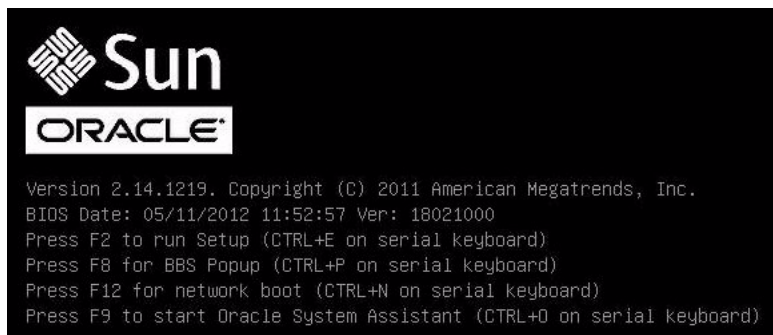 Sun
ORACLE
Version 2.14.1219. Copyright (C) 2011 American Megatrends, Inc.
BIOS Date: 05/11/2012 11:52:57 Ver: 18021000
Press F2 to run Setup (CTRL+E on serial keyboard)
Press F8 for BBS Popup (CTRL+P on serial keyboard)
Press F12 for network boot (CTRL+N on serial keyboard)
Press F9 to start Oracle System Assistant (CTRL+O on serial keyboard)